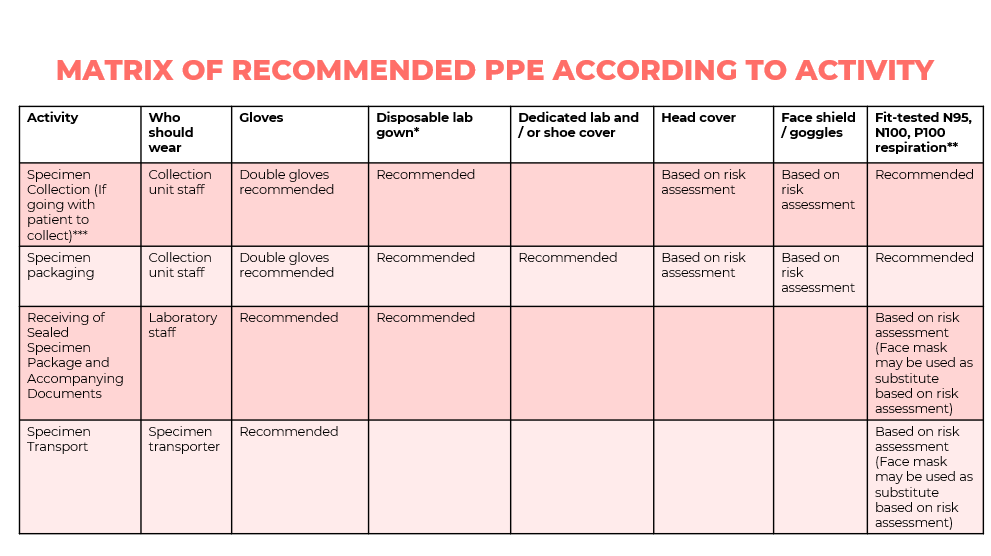 MATRIX OF RECOMMENDED PPE ACCORDING TO ACTIVITY
Activity
Who
should
wear
Gloves
Disposable lab
gown*
Dedicated lab and
/ or shoe cover
Head cover
Face shield
/ goggles
Fit-tested N95,
N100, P100
respiration**
Specimen
Collection (If
going with
patient to
collect)***
Collection
unit staff
Double gloves
recommended
Recommended
Based on risk
assessment
Based on
risk
assessment
Recommended
Specimen
packaging
Collection
unit staff
Double gloves
recommended
Recommended
Recommended
Based on risk
assessment
Based on
risk
assessment
Recommended
Receiving of
Sealed
Specimen
Package and
Accompanying
Documents
Laboratory
staff
Recommended
Recommended
Based on risk
assessment
(Face mask
may be used as
substitute
based on risk
assessment)
Specimen
Transport
Specimen
transporter
Recommended
Based on risk
assessment
(Face mask
may be used as
substitute
based on risk
assessment)